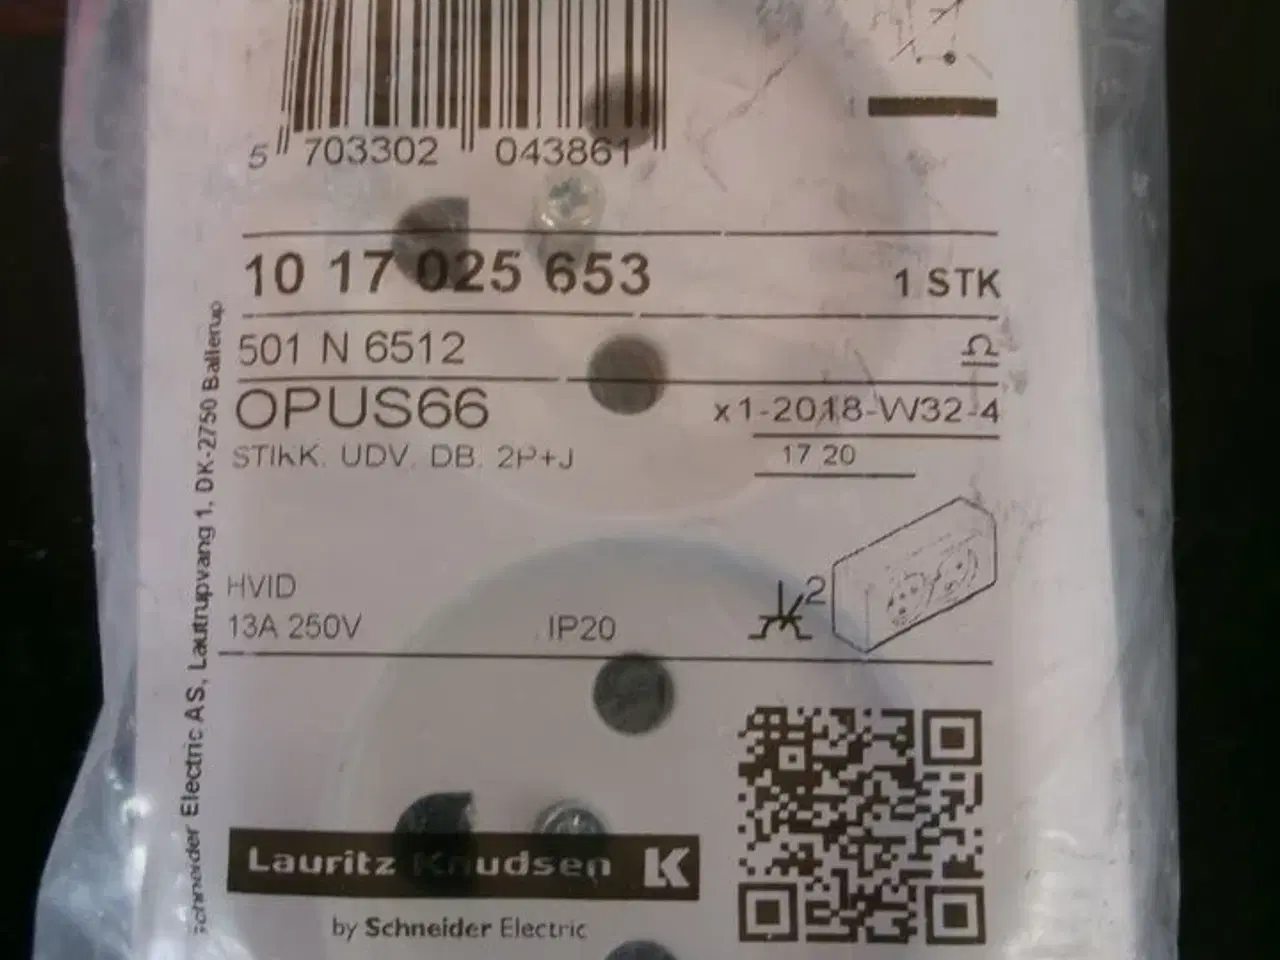 5 703302 043861
10 17 025 653 1 STK
501 N 6512
OPUS66 x1-2018-W32-4
STIKK. UDV. DB. 2P+J 17 20
HVID
13A 250V IP20 2
Lauritz Knudsen LK
by Schneider Electric
Schneider Electric AS, Lautrupvang 1, DK-2750 Ballerup